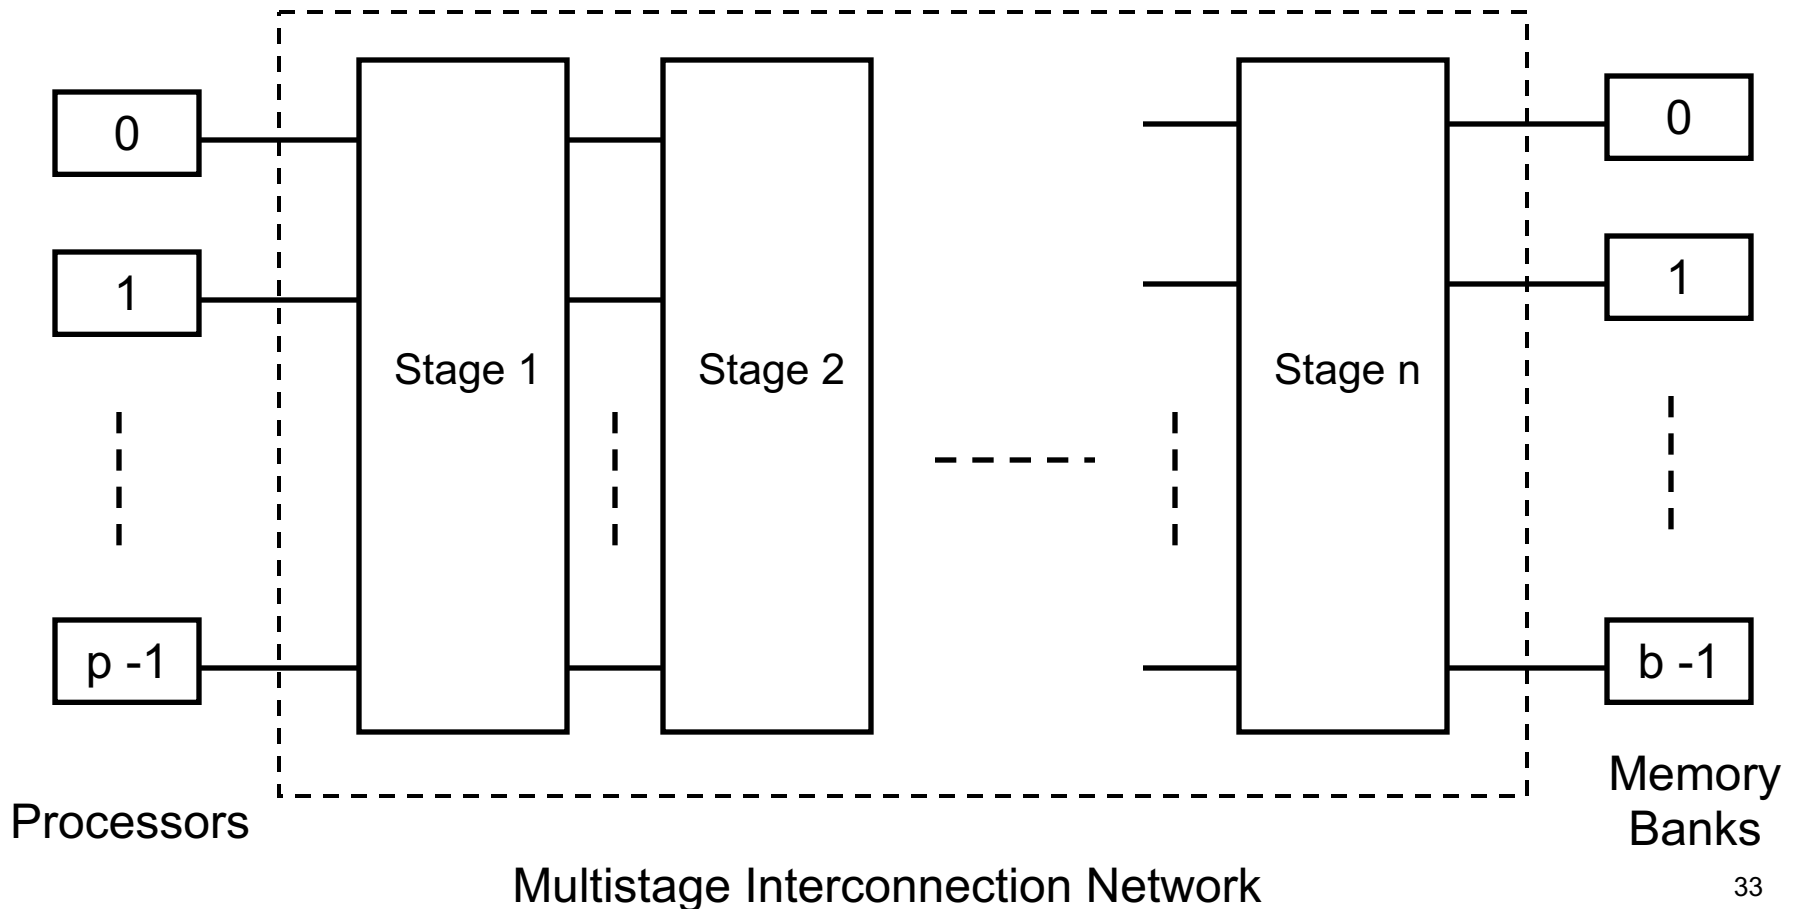 0
0
1
1
Stage 1
Stage 2
Stage n
p -1
b -1
Processors
Memory
Banks
Multistage Interconnection Network
33